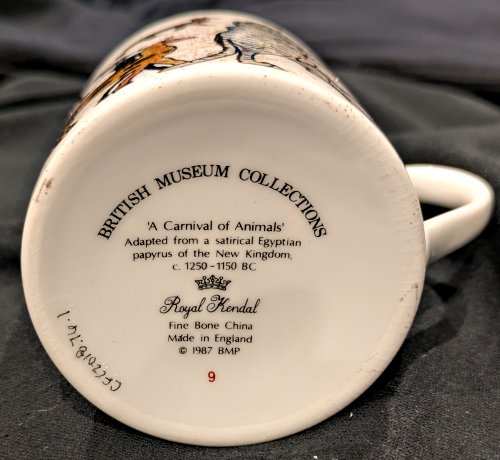 BRITISH MUSEUM COLLECTIONS
'A Carnival of Animals'
Adapted from a satirical Egyptian
papyrus of the New Kingdom,
c. 1250-1150 BC
Royal Kendal
Fine Bone China
Made in England
© 1987 BMP
9